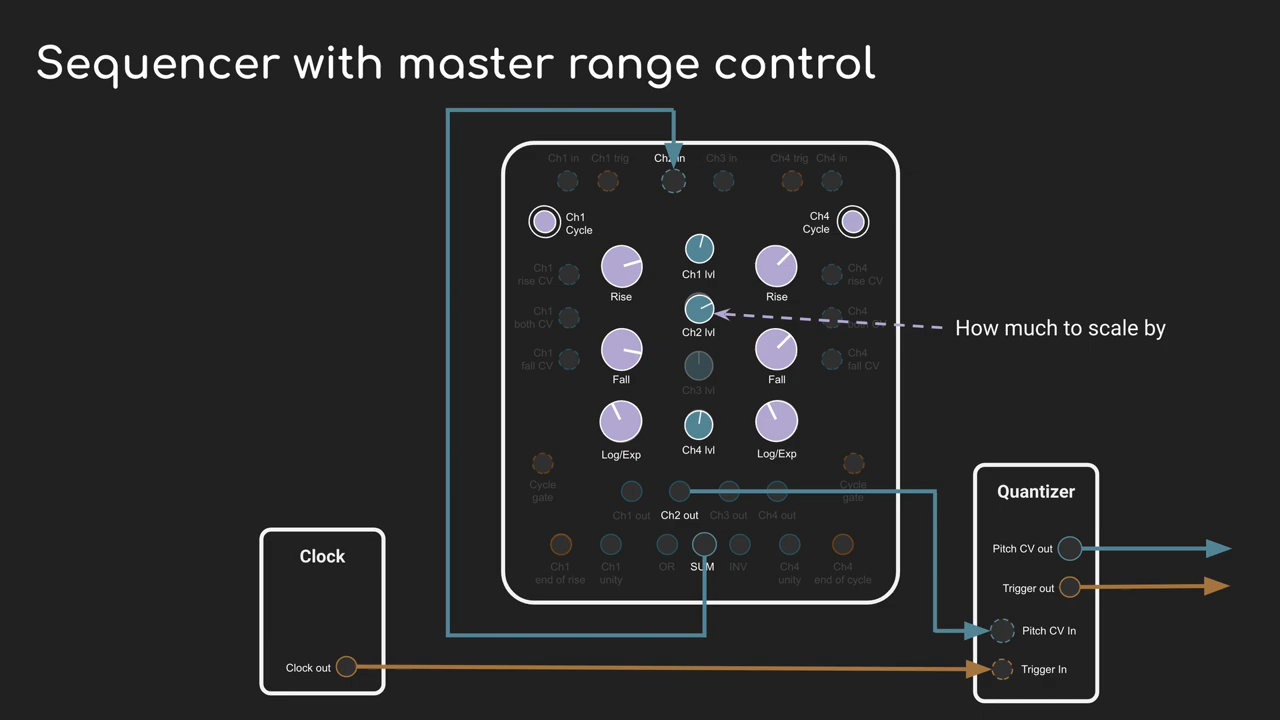 Sequencer with master range control
Ch1 in
Ch1 trig
Ch2 in
Ch3 In
Ch4 trig
Ch4 in
Ch1
Cycle
Ch4
Cycle
Ch1 lvl
Ch1
rise CV
Rise
Rise
Ch4
rise CV
Ch1
both CV
Ch2 lvl
Ch4
both CV
How much to scale by
Ch1
fall CV
Fall
Ch3 lvl
Fall
Ch4
fall CV
Log/Exp
Ch4 lvl
Log/Exp
Cycle
gate
Cycle
gate
Ch1 out
Ch2 out
Ch3 out
Ch4 out
Ch1
end of rise
Ch1
unity
OR
SUM
INV
Ch4
unity
Ch4
end of cycle
Clock
Clock out
Quantizer
Pitch CV out
Trigger out
Pitch CV In
Trigger In